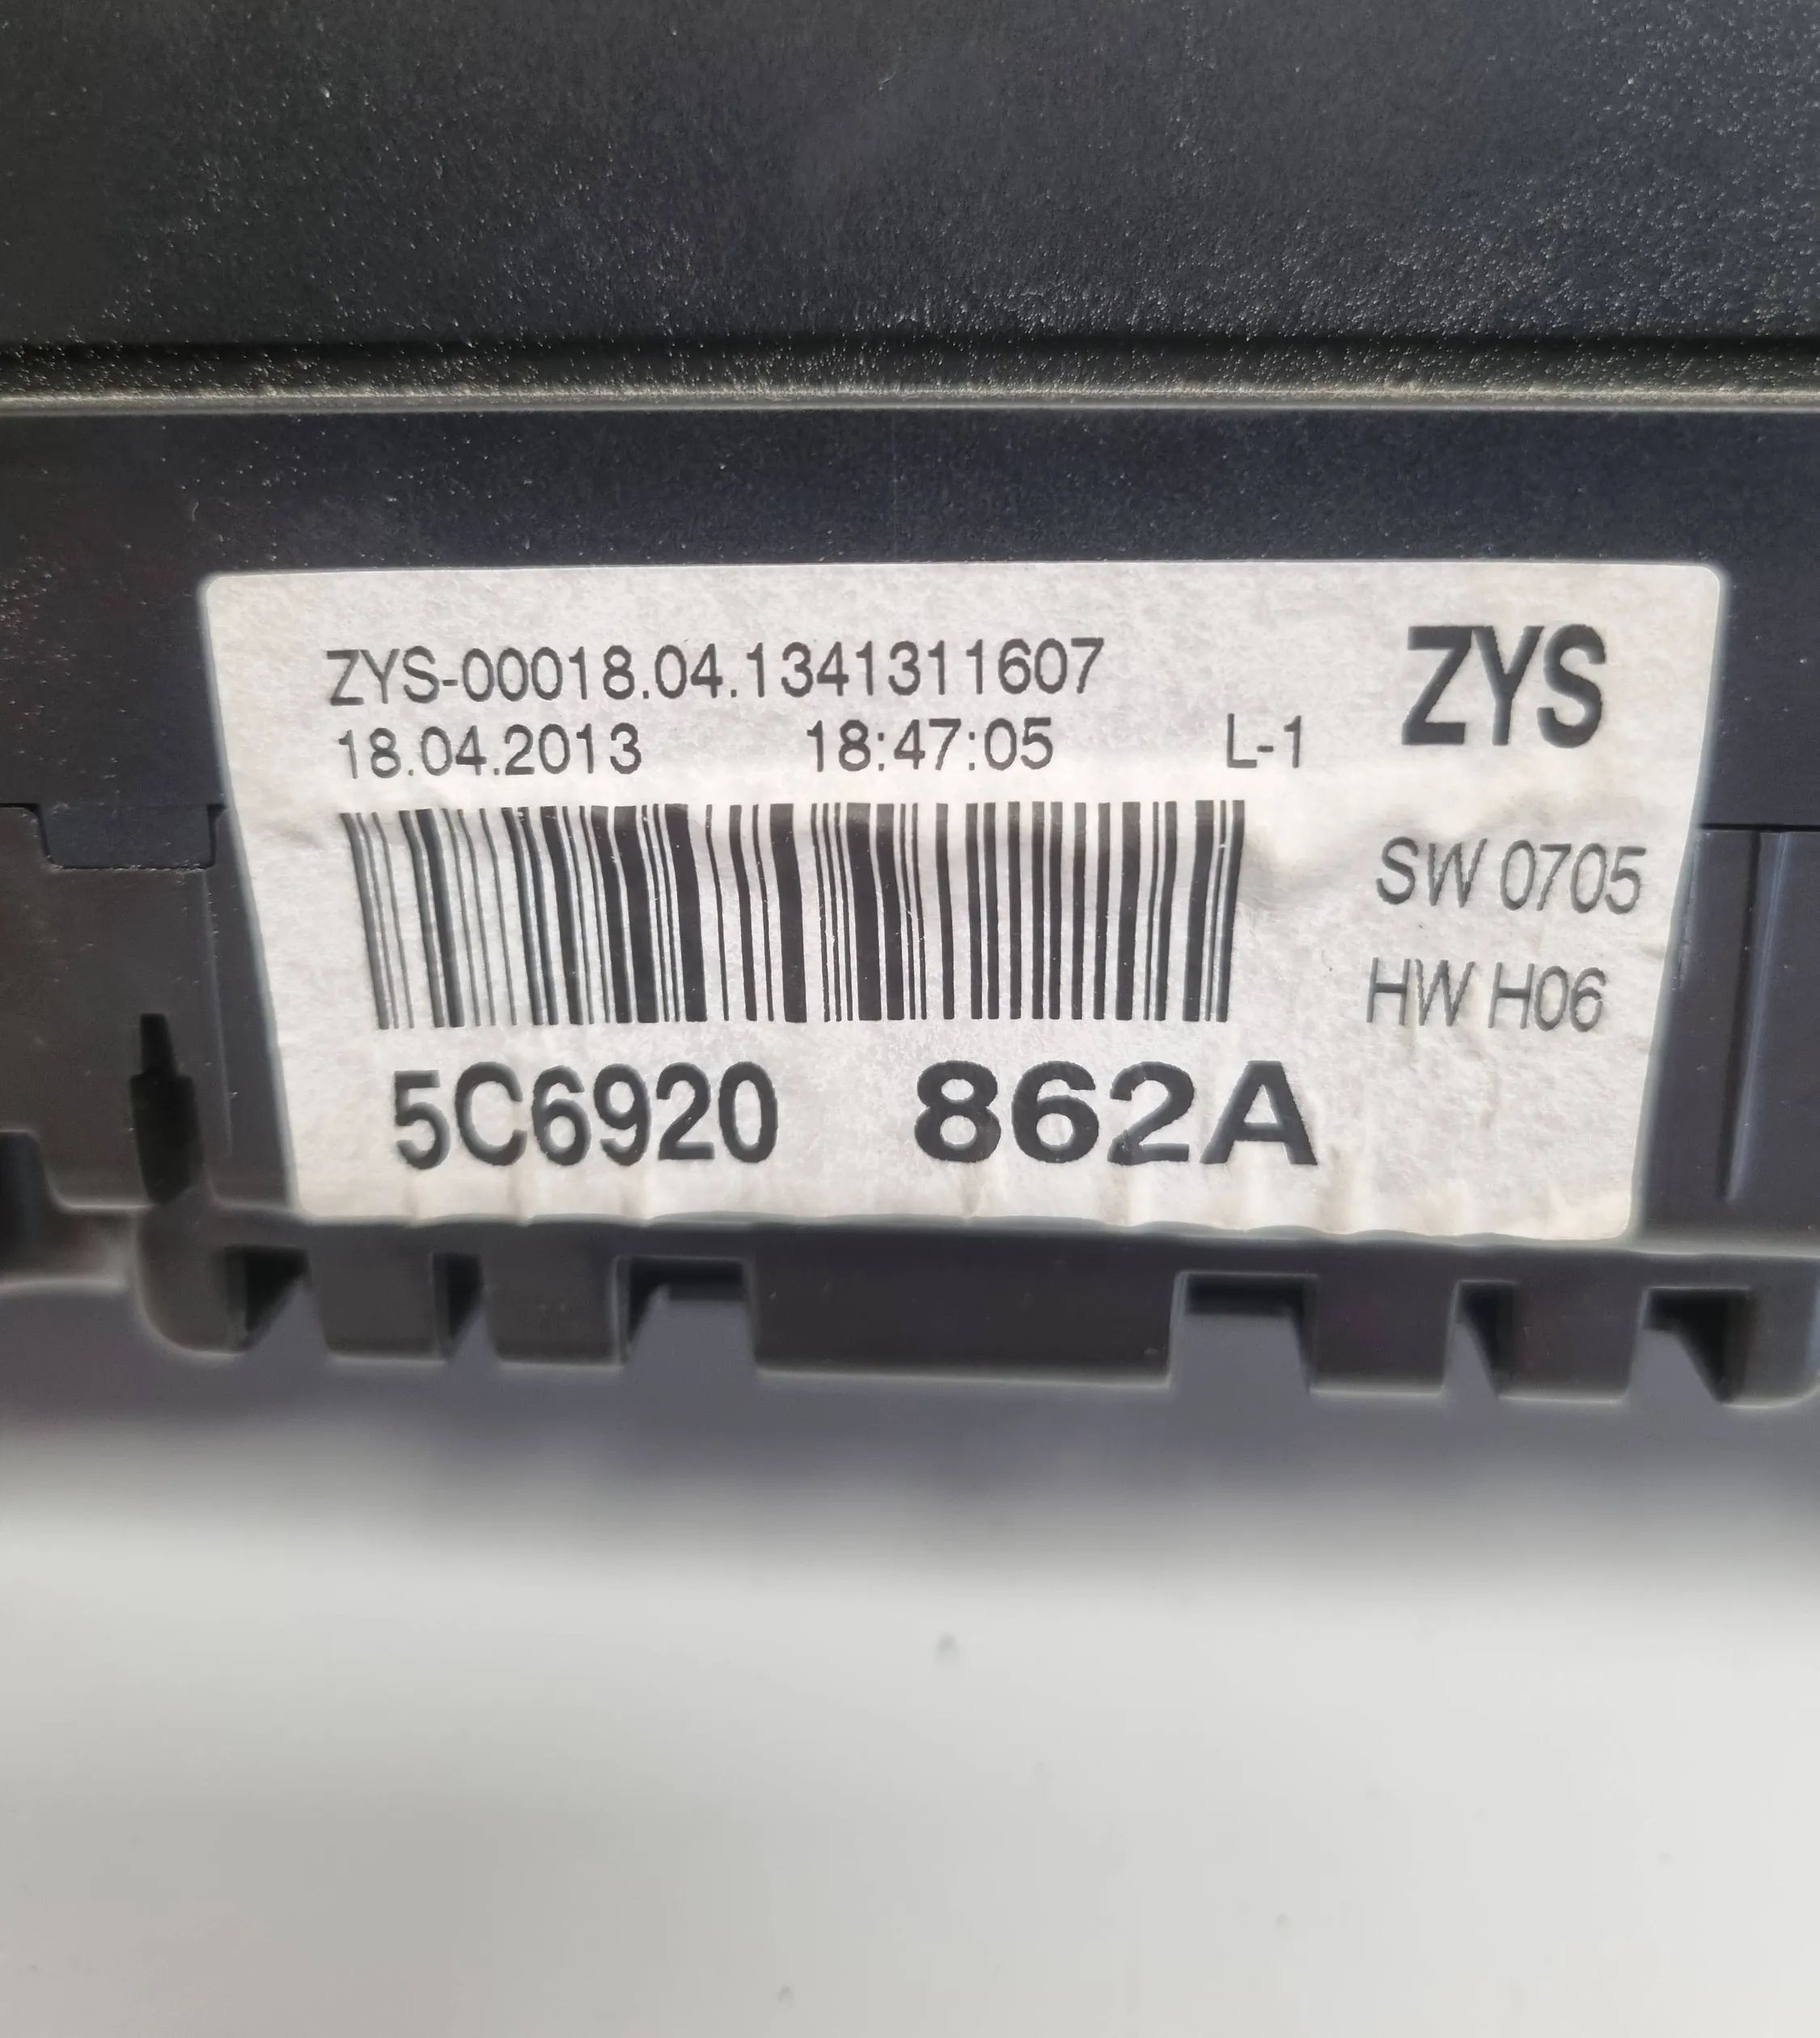 ZYS-00018.04.1341311607
ZYS
18.04.2013 18:47:05 L-1
SW 0705
HW H06
5C6920 862A